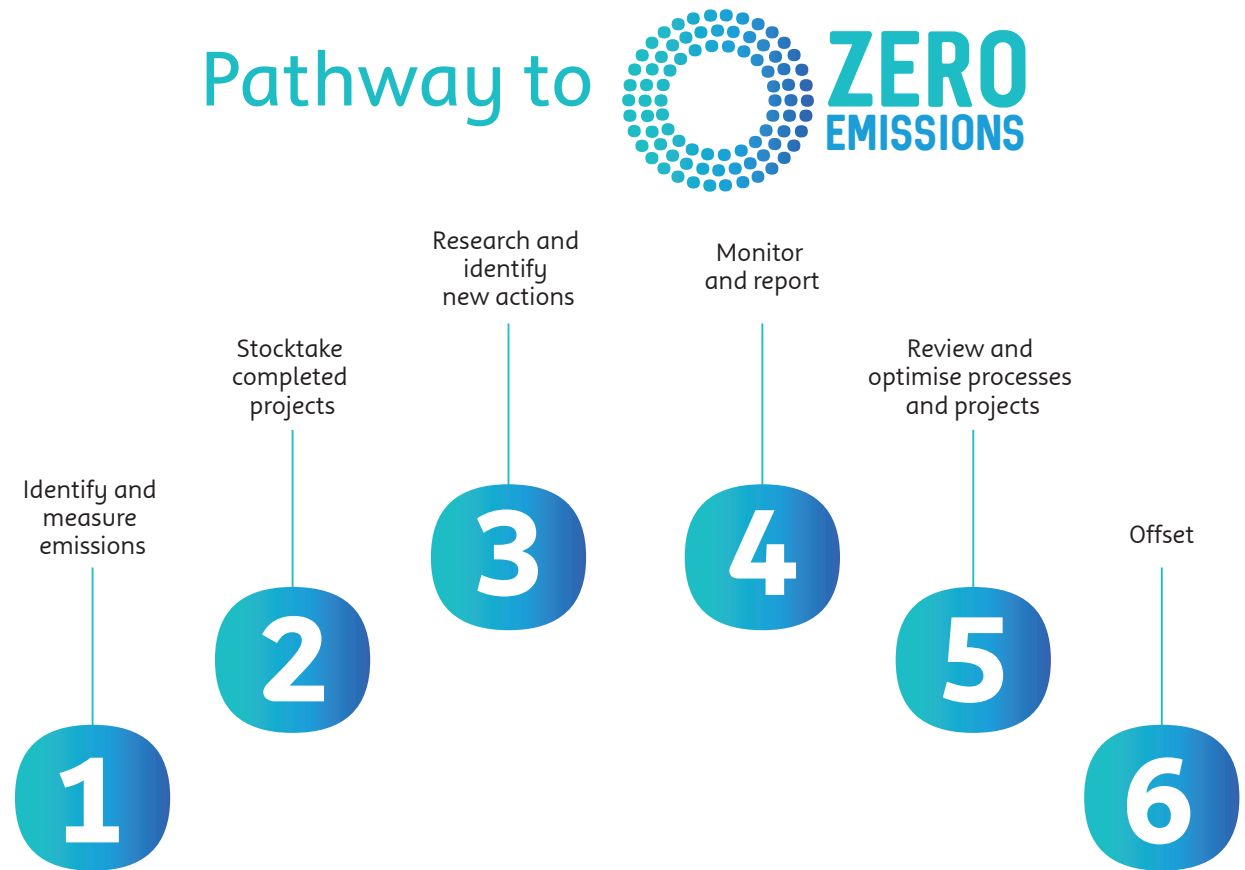 Pathway to ZERO
EMISSIONS
Identify and
measure
emissions
1
Stocktake
completed
projects
2
Research and
identify
new actions
3
Monitor
and report
4
Review and
optimise processes
and projects
5
Offset
6